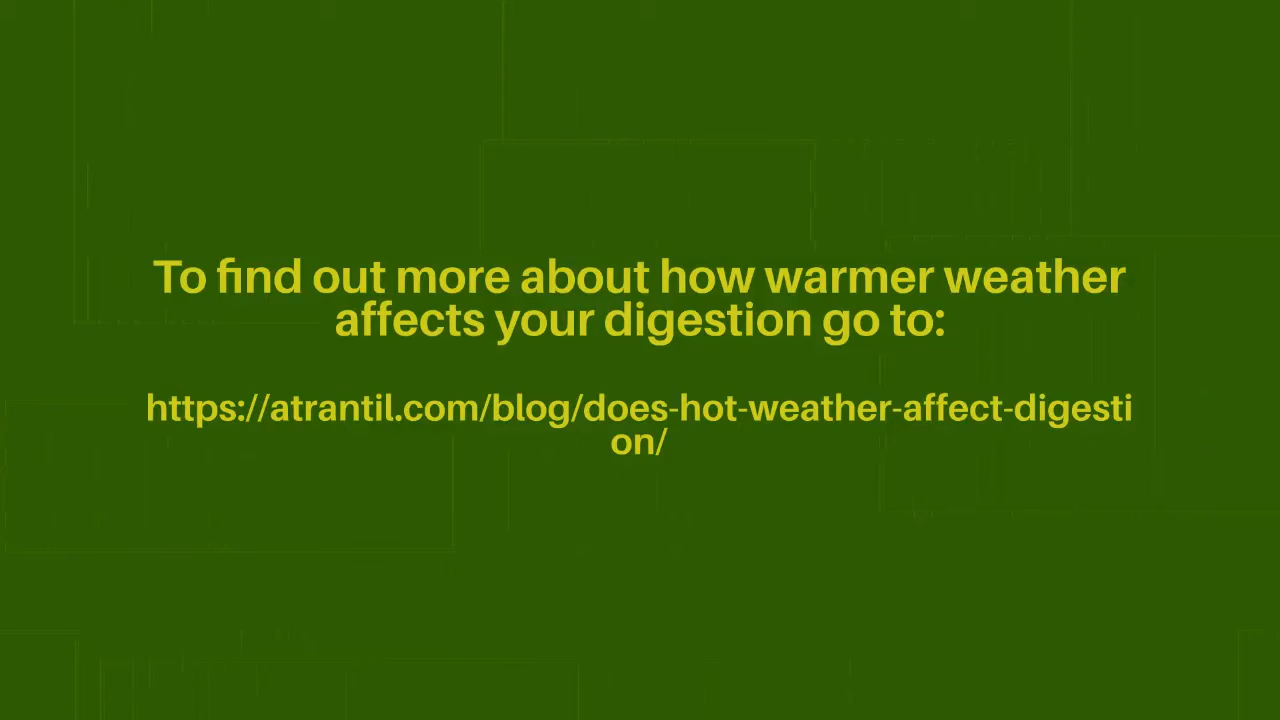 To find out more about how warmer weather
affects your digestion go to:
https://atrantil.com/blog/does-hot-weather-affect-digesti
on/